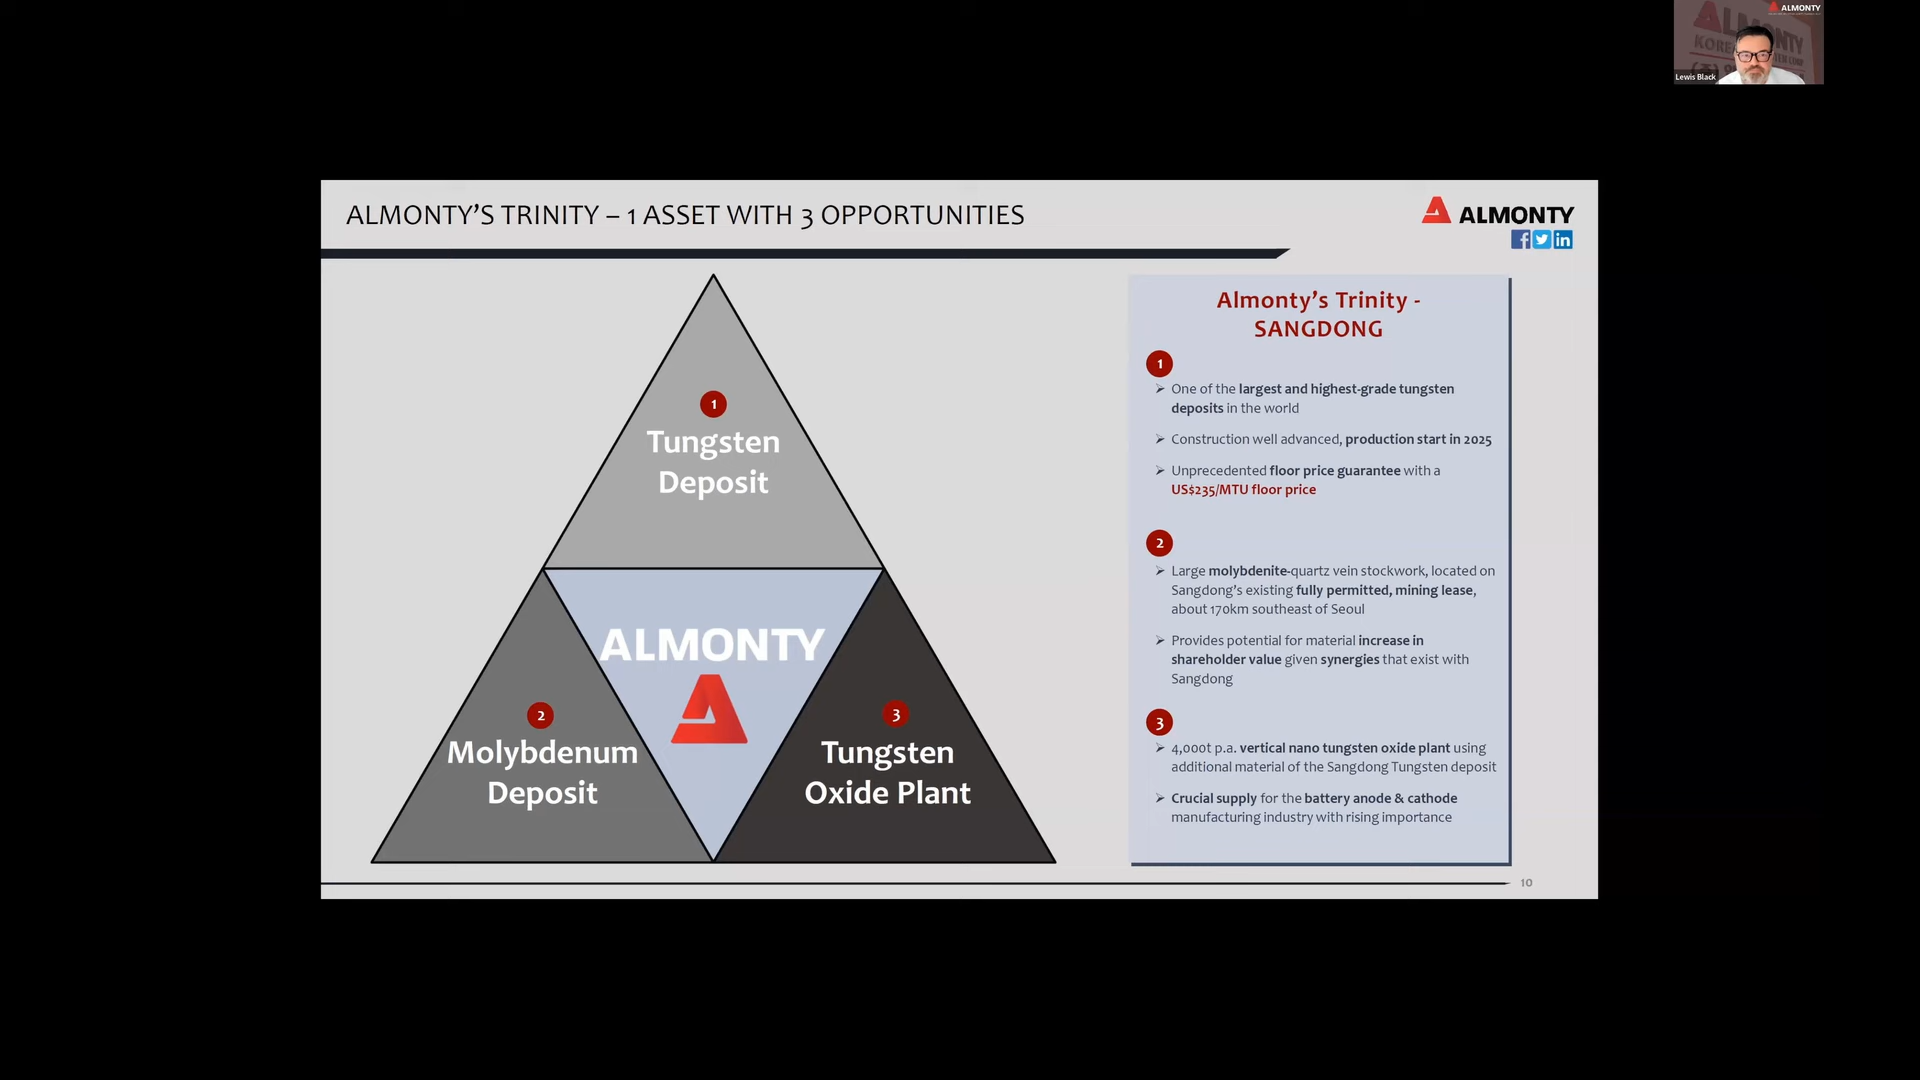 ALMONTY
Lewis Black
ALMONTY'S TRINITY – 1 ASSET WITH 3 OPPORTUNITIES
ALMONTY
1
Tungsten
Deposit
ALMONTY
2
Molybdenum
Deposit
3
Tungsten
Oxide Plant
Almonty's Trinity -
SANGDONG
1
➢ One of the largest and highest-grade tungsten
deposits in the world
➢ Construction well advanced, production start in 2025
➢ Unprecedented floor price guarantee with a
US$235/MTU floor price
2
➢ Large molybdenite-quartz vein stockwork, located on
Sangdong's existing fully permitted, mining lease,
about 170km southeast of Seoul
➢ Provides potential for material increase in
shareholder value given synergies that exist with
Sangdong
3
➢ 4,000t p.a. vertical nano tungsten oxide plant using
additional material of the Sangdong Tungsten deposit
➢ Crucial supply for the battery anode & cathode
manufacturing industry with rising importance
10